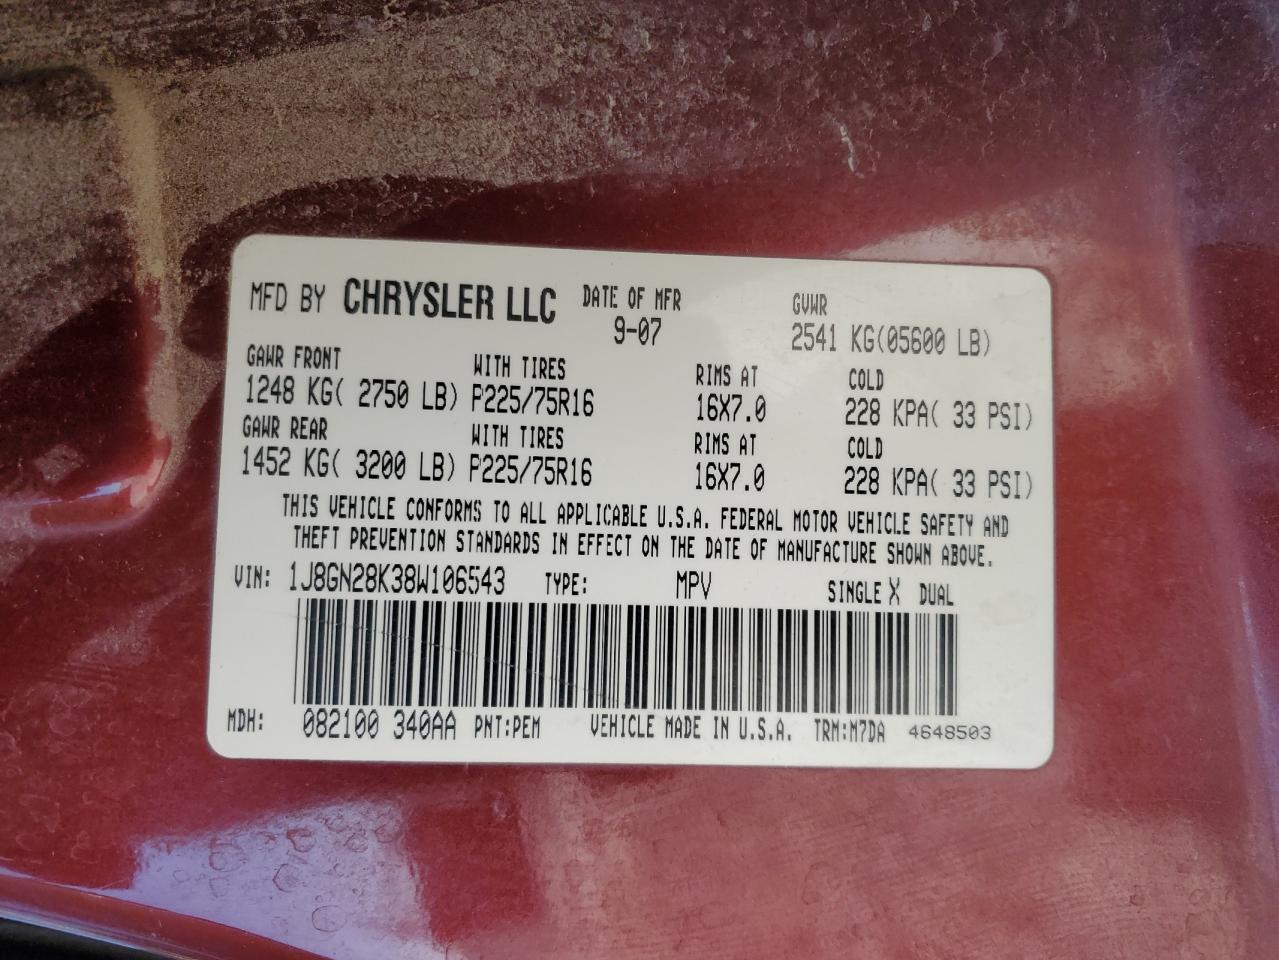 MFD BY CHRYSLER LLC DATE OF MFR GVWR
9-07 2541 KG(05600 LB)
GAWR FRONT WITH TIRES RIMS AT COLD
1248 KG( 2750 LB) P225/75R16 16X7.0 228 KPA( 33 PSI)
GAWR REAR WITH TIRES RIMS AT COLD
1452 KG( 3200 LB) P225/75R16 16X7.0 228 KPA( 33 PSI)
THIS VEHICLE CONFORMS TO ALL APPLICABLE U.S.A. FEDERAL MOTOR VEHICLE SAFETY AND
THEFT PREVENTION STANDARDS IN EFFECT ON THE DATE OF MANUFACTURE SHOWN ABOVE.
VIN: 1J8GN28K38W106543 TYPE: MPV SINGLE X DUAL
MDH: 082100 340AA PNT:PEM VEHICLE MADE IN U.S.A. TRM:M7DA 4648503